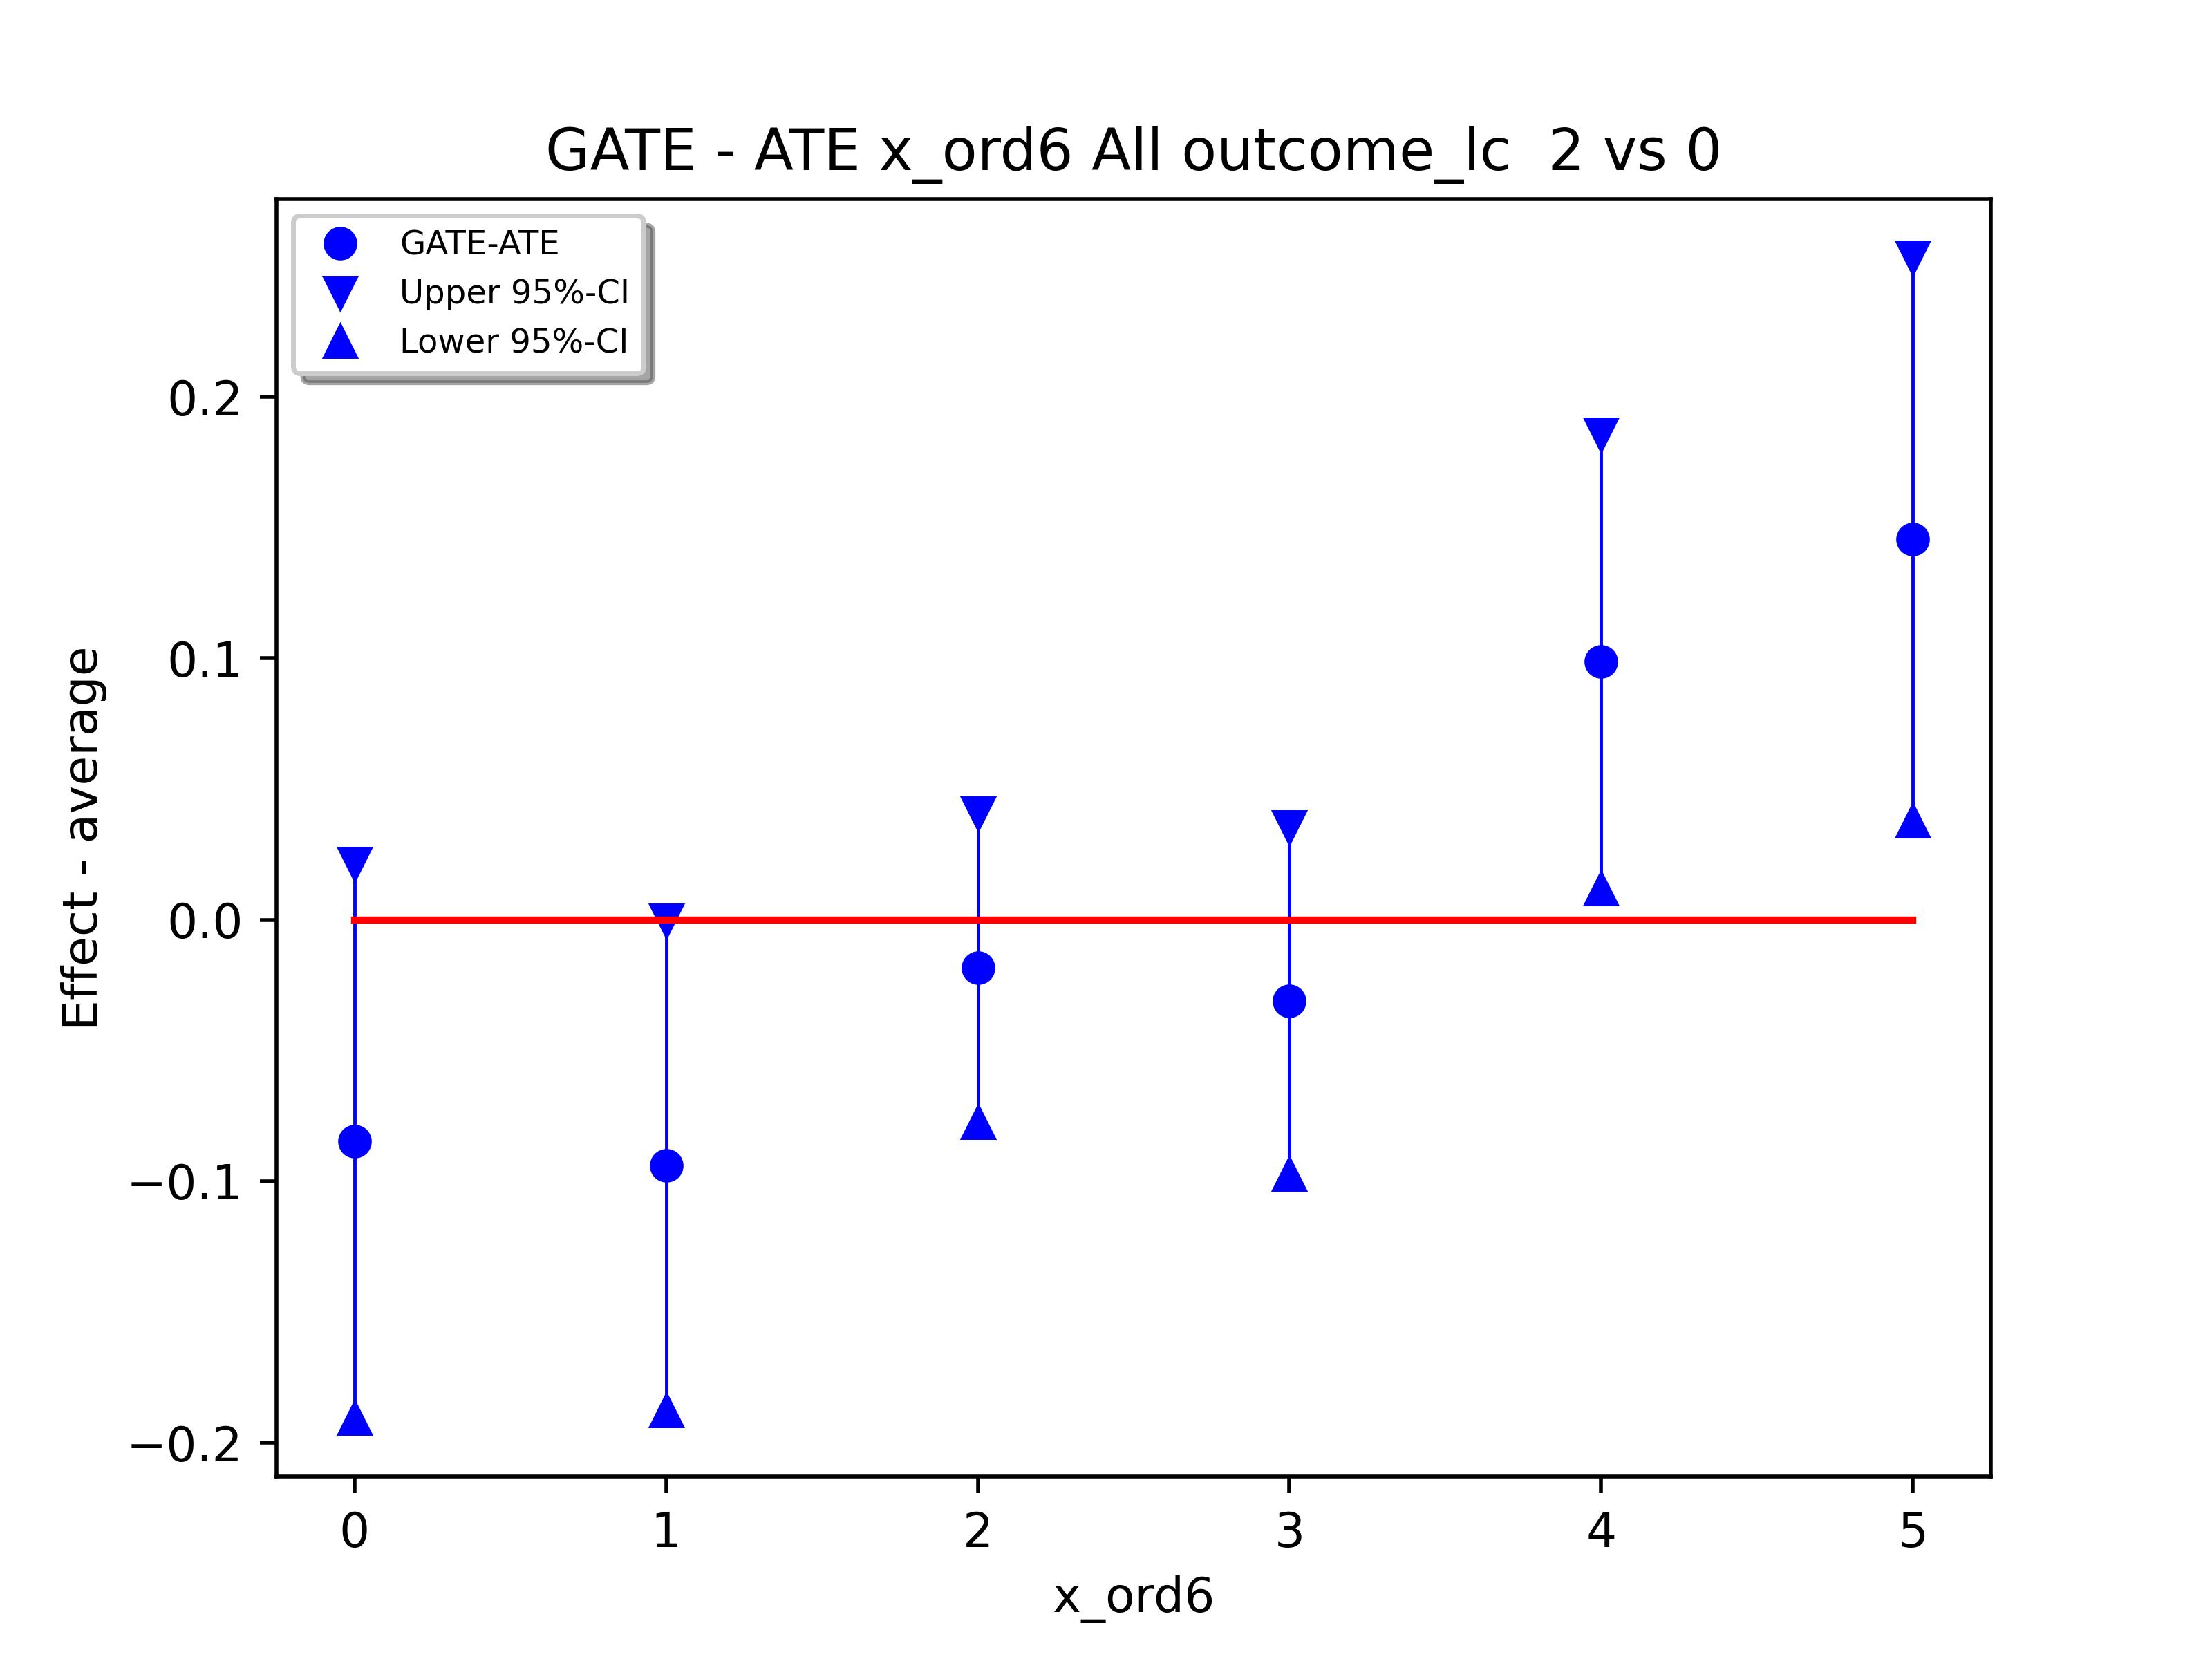 GATE - ATE x_ord6 All outcome_lc  2 vs 0
GATE-ATE
Upper 95%-CI
Lower 95%-CI
0.2
0.1
0.0
−0.1
−0.2
Effect - average
0 1 2 3 4 5
x_ord6